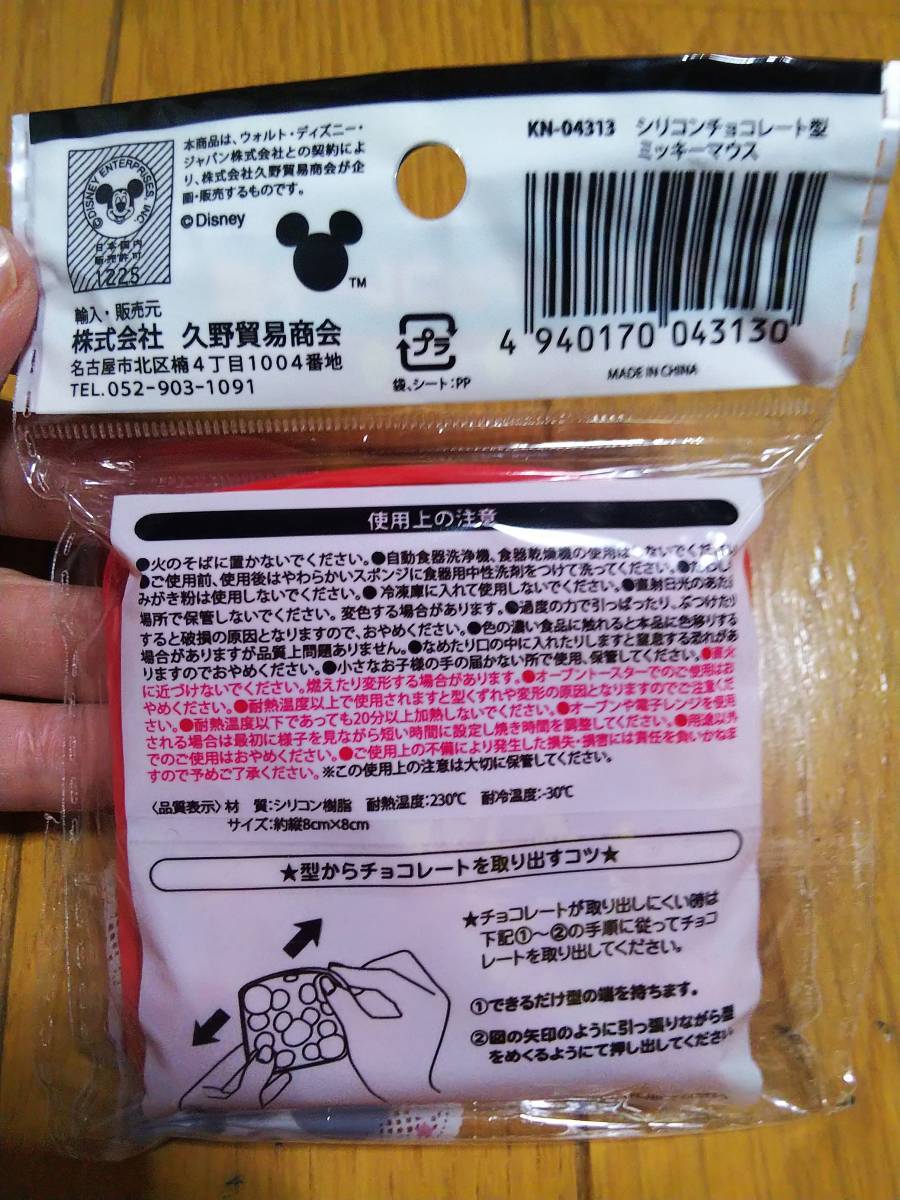 本商品は、ウォルト・ディズニー・
ジャパン株式会社との契約によ
り、株式会社久野貿易商会が企
画・販売するものです。
©Disney
©DISNEY ENTERPRISES, INC.
日本国内
販売許可
1225
TM
輸入・販売元
株式会社 久野貿易商会
名古屋市北区楠4丁目1004番地
TEL.052-903-1091
プラ
袋、シート:PP
KN-04313 シリコンチョコレート型
ミッキーマウス
4 940170 043130
MADE IN CHINA
使用上の注意
●火のそばに置かないでください。●自動食器洗浄機、食器乾燥機の使用は ないでくだ
●ご使用前、使用後はやわらかいスポンジに食器用中性洗剤をつけて洗ってください。●たわし
みがき粉は使用しないでください。●冷凍庫に入れて使用しないでください。●直射日光のあたる
場所で保管しないでください。変色する場合があります。●過度の力で引っぱったり、ぶつけたり
すると破損の原因となりますので、おやめください。●色の濃い食品に触れると本品に色移りする
場合がありますが品質上問題ありません。●なめたり口の中に入れたりしますと窒息する恐れがあ
りますのでおやめください。●小さなお子様の手の届かない所で使用、保管してください。●直火
に近づけないでください。燃えたり変形する場合があります。●オーブントースターでのご使用はお
やめください。●耐熱温度以上で使用されますと型くずれや変形の原因となりますのでご注意くだ
さい。●耐熱温度以下であっても20分以上加熱しないでください。●オーブンや電子レンジを使用
される場合は最初に様子を見ながら短い時間に設定し焼き時間を調整してください。●用途以外
でのご使用はおやめください。●ご使用上の不備により発生した損失・損害には責任を負いかねま
すので予めご了承ください。※この使用上の注意は大切に保管してください。
〈品質表示〉材 質:シリコン樹脂 耐熱温度:230℃ 耐冷温度:-30℃
サイズ:約縦8cm×8cm
★型からチョコレートを取り出すコツ★
★チョコレートが取り出しにくい時は
下記①〜②の手順に従ってチョコ
レートを取り出してください。
①できるだけ型の端を持ちます。
②図の矢印のように引っ張りながら型
をめくるようにて押し出してください